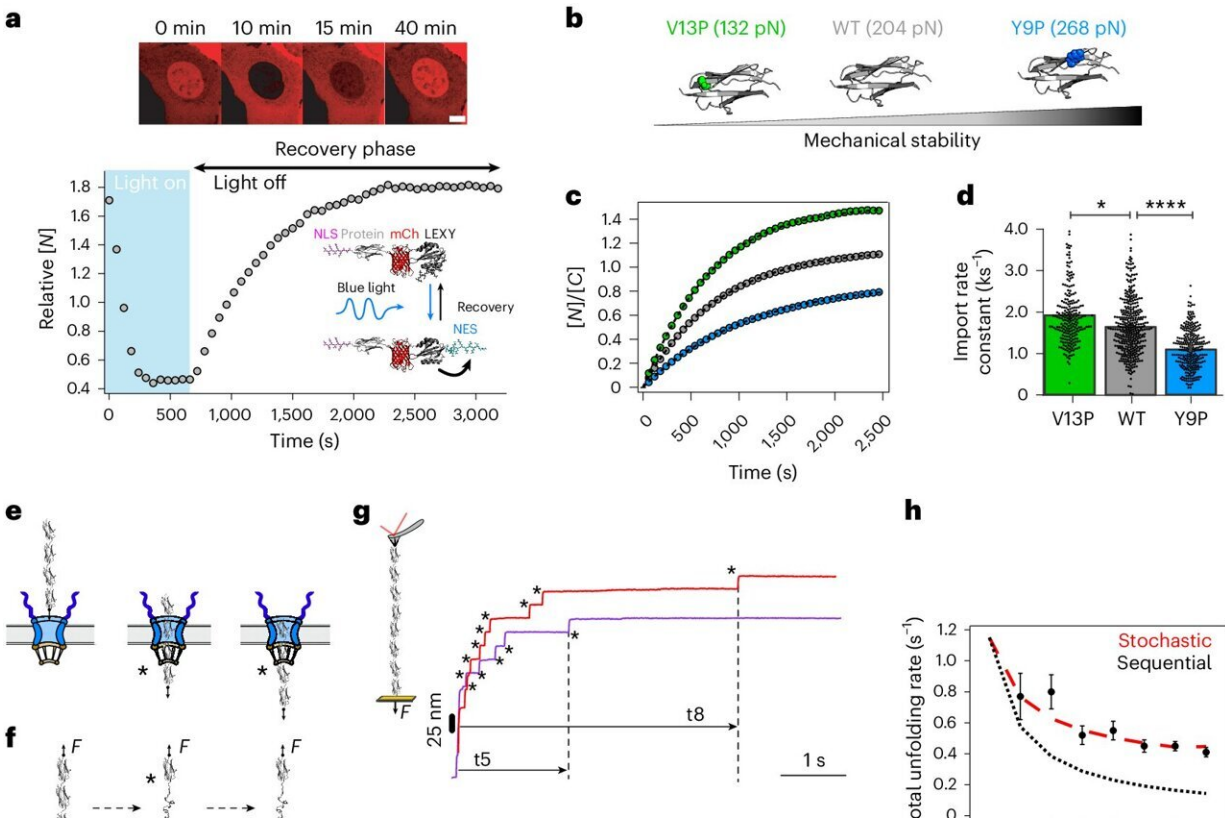 a
0 min 10 min 15 min 40 min
Recovery phase
Light on Light off
Relative [N]
1.8
1.6
1.4
1.2
1.0
0.8
0.6
0.4
NLS Protein mCh LEXY
Blue light
Recovery
NES
0 500 1,000 1,500 2,000 2,500 3,000
Time (s)
b
V13P (132 pN) WT (204 pN) Y9P (268 pN)
Mechanical stability
c
[N]/[C]
1.4
1.2
1.0
0.8
0.6
0.4
0.2
0
0 500 1,000 1,500 2,000 2,500
Time (s)
d
* ****
Import rate
constant (ks⁻¹)
4.0
3.0
2.0
1.0
0
V13P WT Y9P
e
* *
f
F F F
*
g
F
25 nm
* * * * * * * * * * * * *
t8
t5
1 s
h
otal unfolding rate (s⁻¹)
1.2
1.0
0.8
0.6
0.4
0.2
0
Stochastic
Sequential